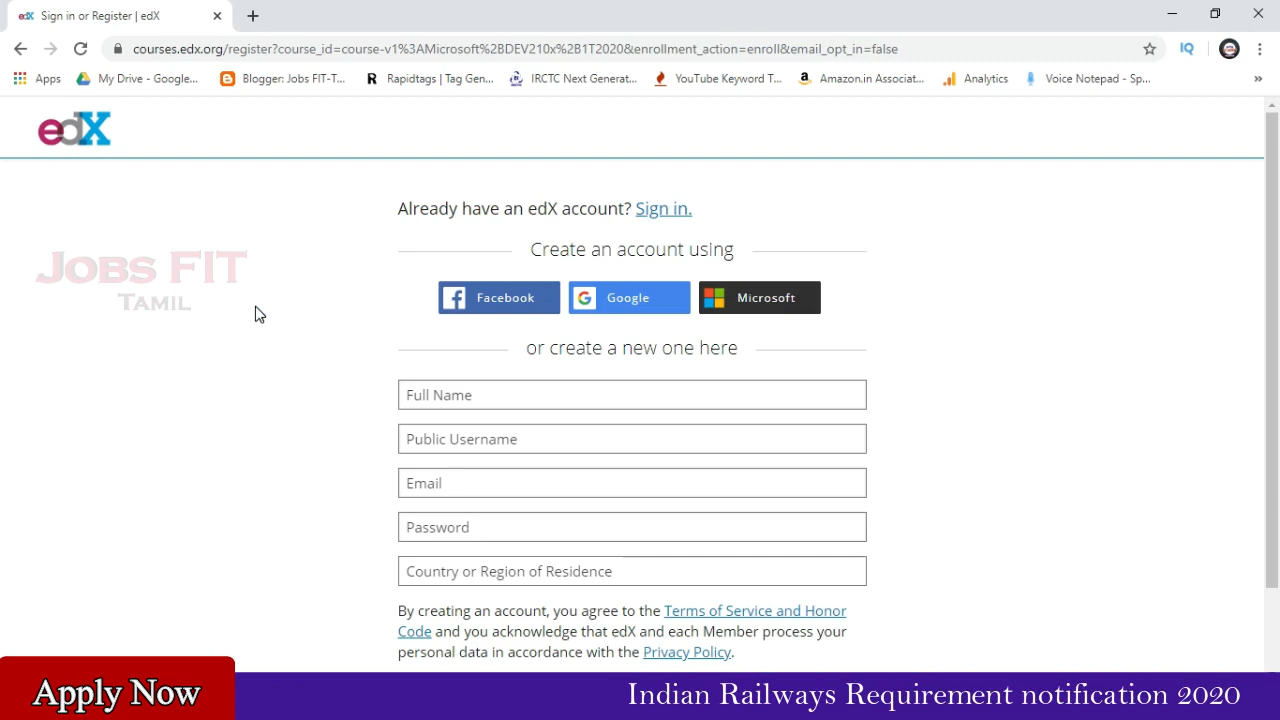 edX Sign in or Register | edX
courses.edx.org/register?course_id=course-v1%3AMicrosoft%2BDEV210x%2B1T2020&enrollment_action=enroll&email_opt_in=false
Apps My Drive - Google... Blogger: Jobs FIT-T... Rapidtags | Tag Gen... IRCTC Next Generat... YouTube Keyword T... Amazon.in Associat... Analytics Voice Notepad - Sp...
edX
Already have an edX account? Sign in.
Create an account using
Facebook Google Microsoft
JOBS FIT
TAMIL
or create a new one here
Full Name
Public Username
Email
Password
Country or Region of Residence
By creating an account, you agree to the Terms of Service and Honor
Code and you acknowledge that edX and each Member process your
personal data in accordance with the Privacy Policy.
Apply Now
Indian Railways Requirement notification 2020